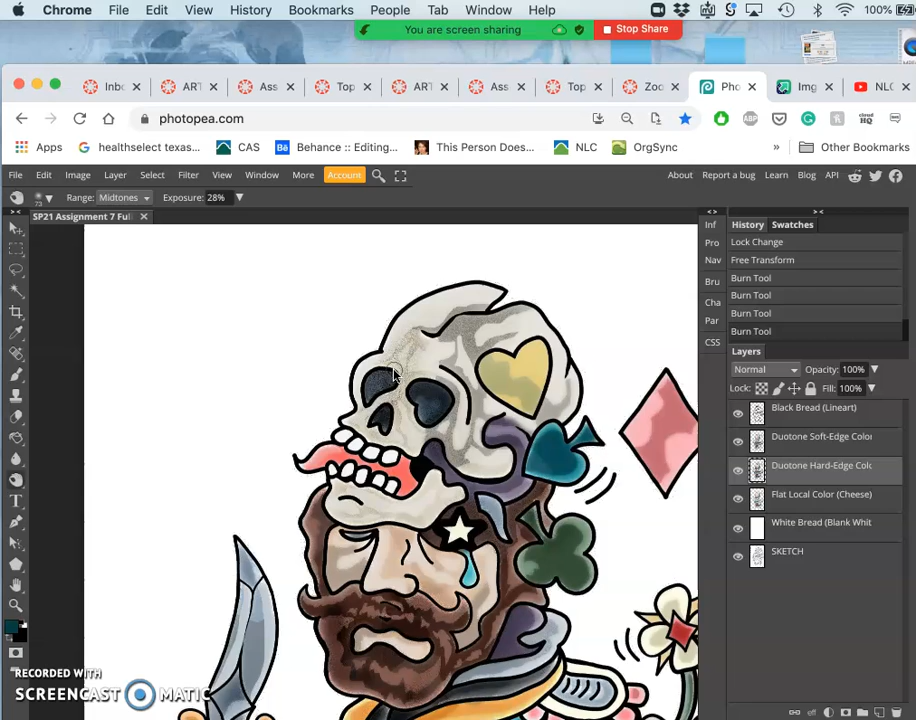 Chrome File Edit View History Bookmarks People Tab Window Help 100%
You are screen sharing Stop Share
Inbo ART Ass Top ART Ass Top Zoo Pho Img NLC
photopea.com
Apps healthselect texas... CAS Behance :: Editing... This Person Does... NLC OrgSync » Other Bookmarks
File Edit Image Layer Select Filter View Window More Account About Report a bug Learn Blog API
73 Range: Midtones Exposure: 28%
SP21 Assignment 7 Ful
> < < > > <
Inf History Swatches
Pro Lock Change
Nav Free Transform
Bru Burn Tool
Cha Burn Tool
Par Burn Tool
CSS Burn Tool
Layers
Normal Opacity: 100%
Lock: Fill: 100%
Black Bread (Lineart)
Duotone Soft-Edge Color
Duotone Hard-Edge Colo
Flat Local Color (Cheese)
White Bread (Blank Whit
SKETCH
RECORDED WITH
SCREENCAST MATIC